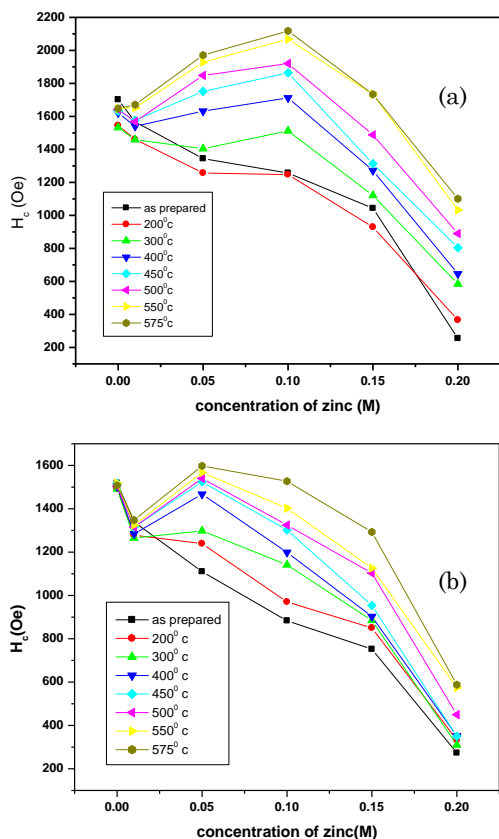 2200
2000
1800
1600
1400
1200
1000
800
600
400
200
H_c (Oe)
(a)
as prepared
200⁰c
300⁰c
400⁰c
450⁰c
500⁰c
550⁰c
575⁰c
0.00 0.05 0.10 0.15 0.20
concentration of zinc (M)
1600
1400
1200
1000
800
600
400
200
H_c(Oe)
(b)
as prepared
200⁰ c
300⁰ c
400⁰ c
450⁰ c
500⁰ c
550⁰ c
575⁰ c
0.00 0.05 0.10 0.15 0.20
concentration of zinc(M)